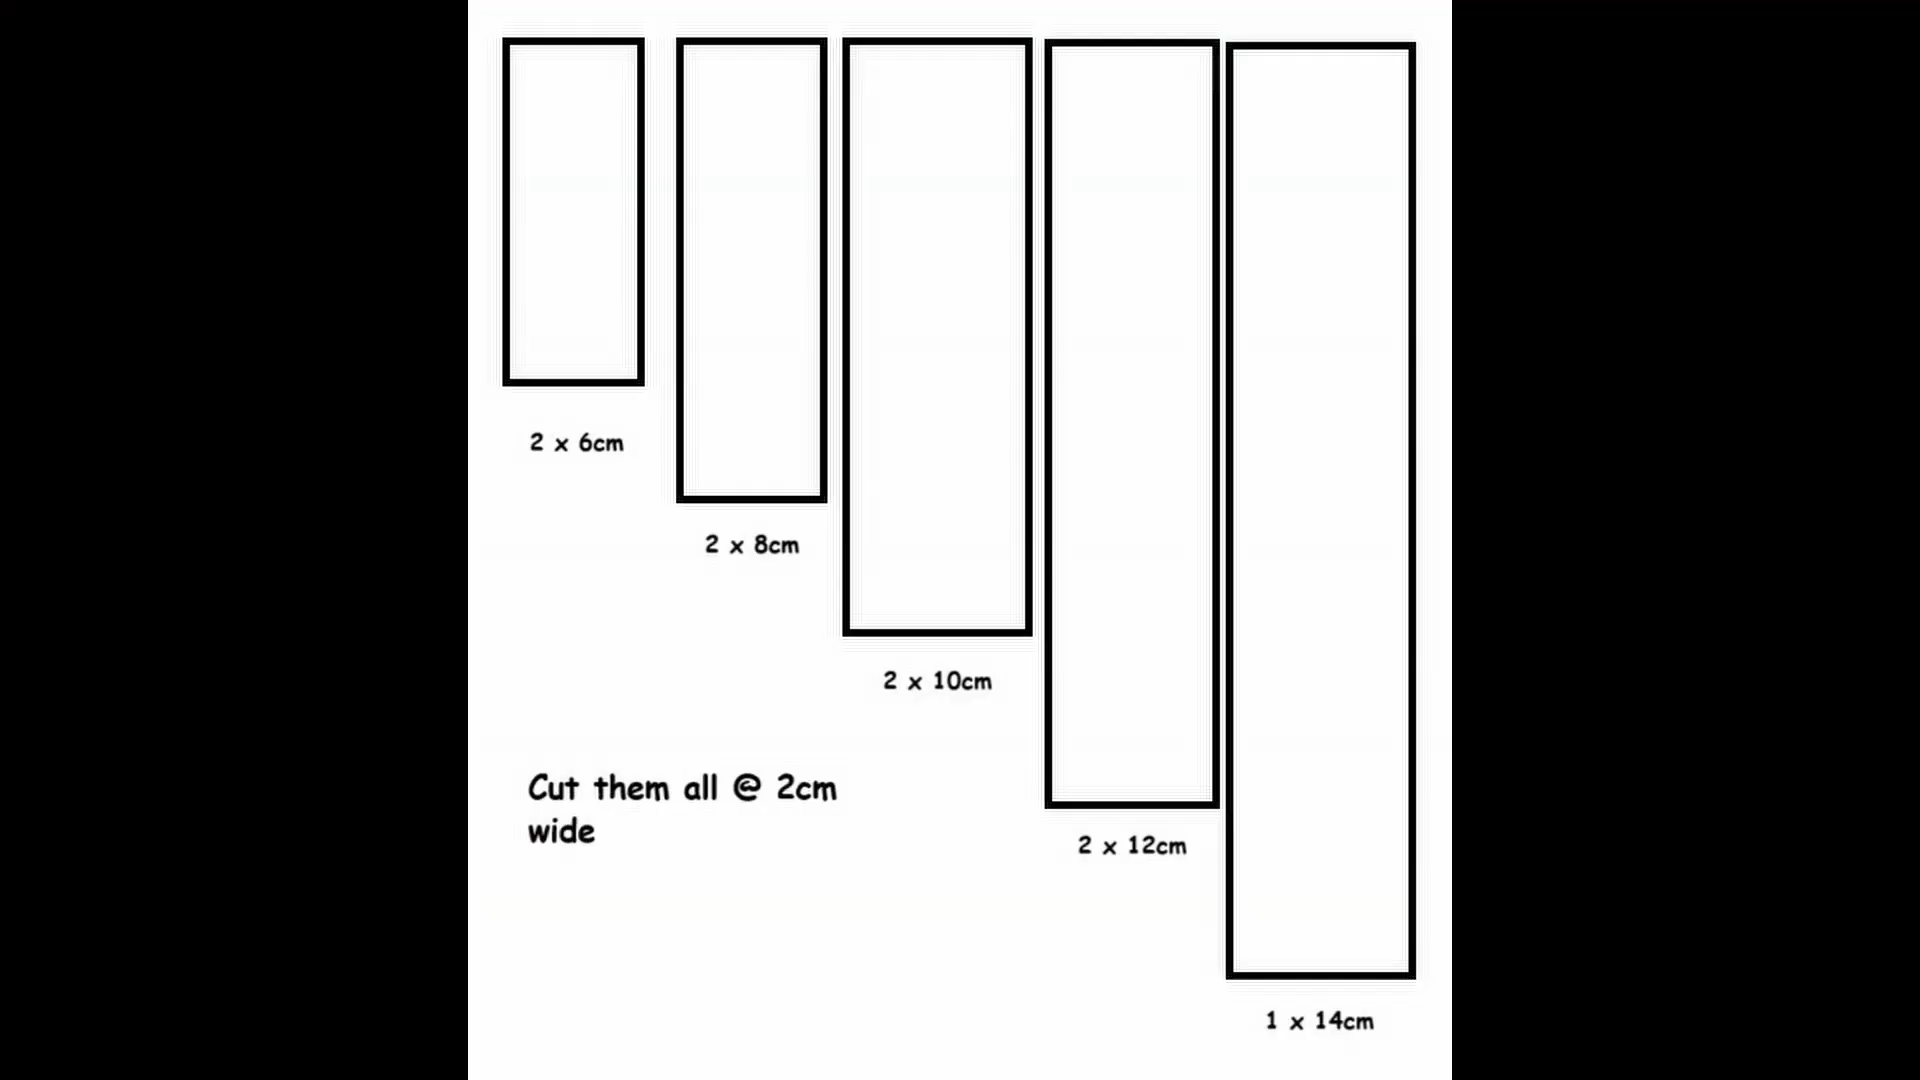 2 x 6cm
2 x 8cm
2 x 10cm
Cut them all @ 2cm
wide
2 x 12cm
1 x 14cm